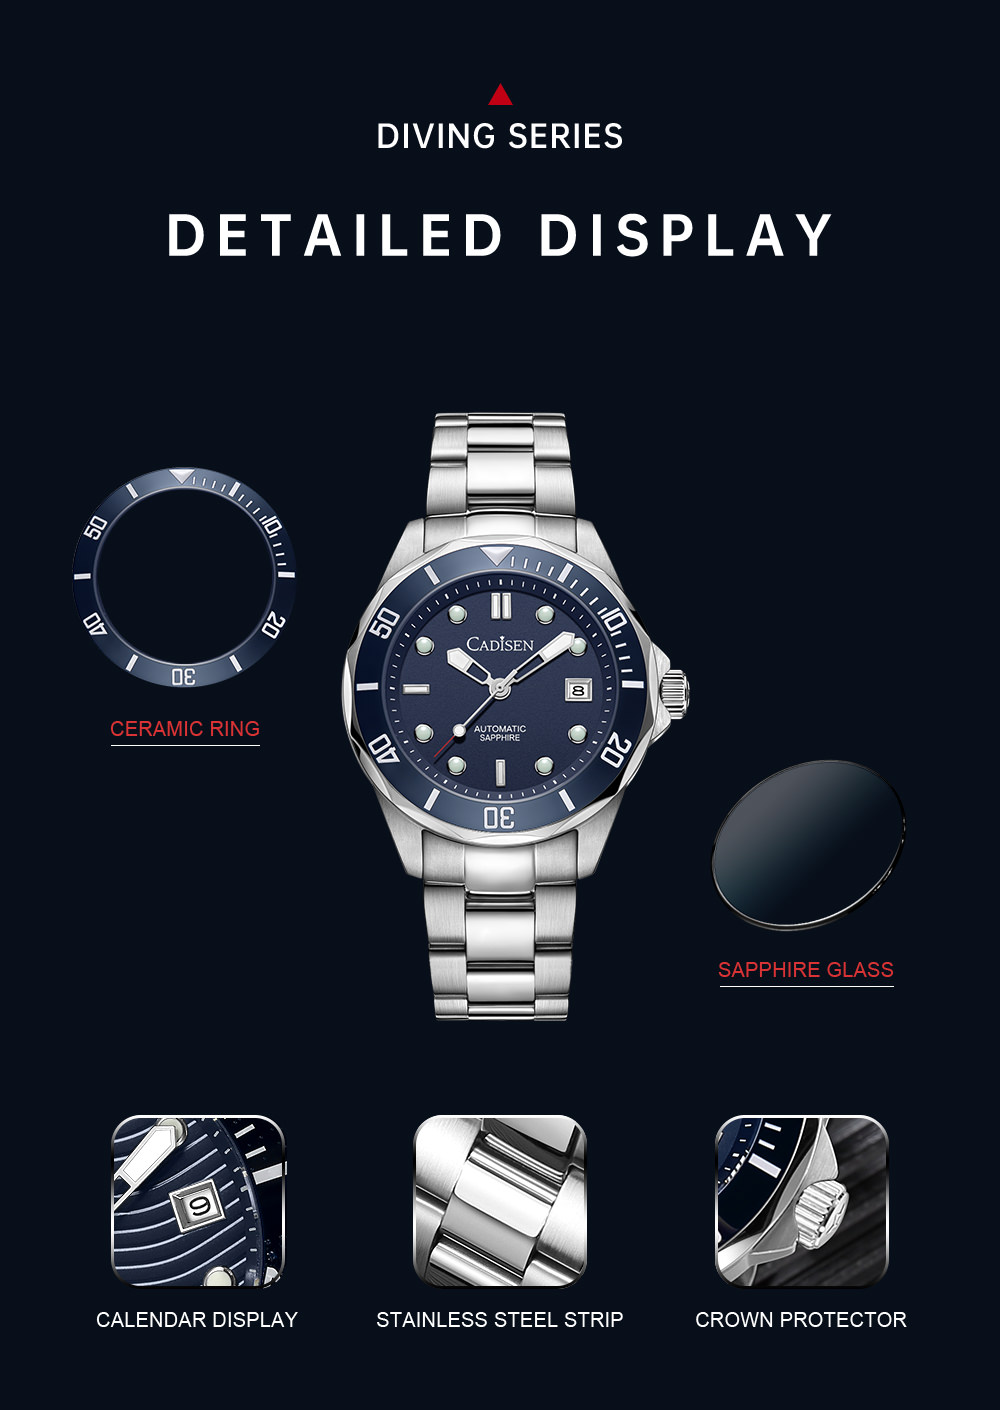 DIVING SERIES
DETAILED DISPLAY
50
10
40
20
30
CERAMIC RING
50
10
CADISEN
8
AUTOMATIC
SAPPHIRE
40
20
30
SAPPHIRE GLASS
9
CALENDAR DISPLAY
STAINLESS STEEL STRIP
CROWN PROTECTOR